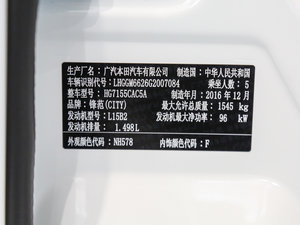 生产厂名：广汽本田汽车有限公司 制造国：中华人民共和国
车辆识别代号：LHGGM6626G2007084 乘坐人数：5
整车型号：HG7155CAC5A 制造年月：2016 年 12 月
品牌：锋范(CITY) 最大允许总质量：1545 kg
发动机型号：L15B2 发动机最大净功率：96 kW
发动机排量：1.498L
外观颜色代码：NH578 内饰颜色代码：F